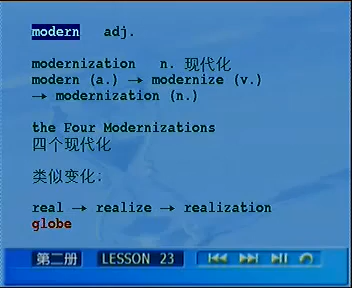 modern adj.
modernization n. 现代化
modern (a.) → modernize (v.)
→ modernization (n.)
the Four Modernizations
四个现代化
类似变化:
real → realize → realization
globe
第二册 LESSON 23